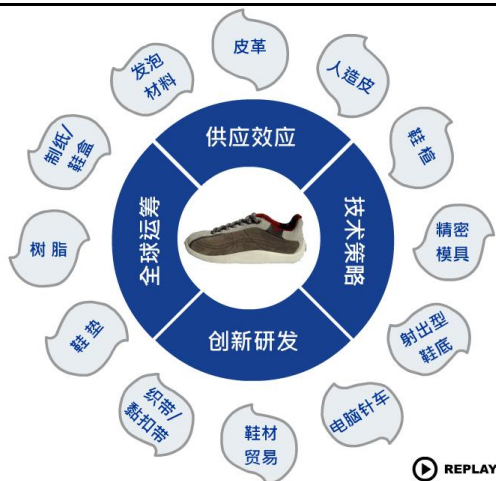 皮革
人造皮
鞋楦
精密
模具
射出型
鞋底
电脑针车
鞋材
贸易
织带/
黏扣带
鞋垫
树脂
制纸/
鞋盒
发泡
材料
供应效应
技术策略
创新研发
全球运筹
REPLAY